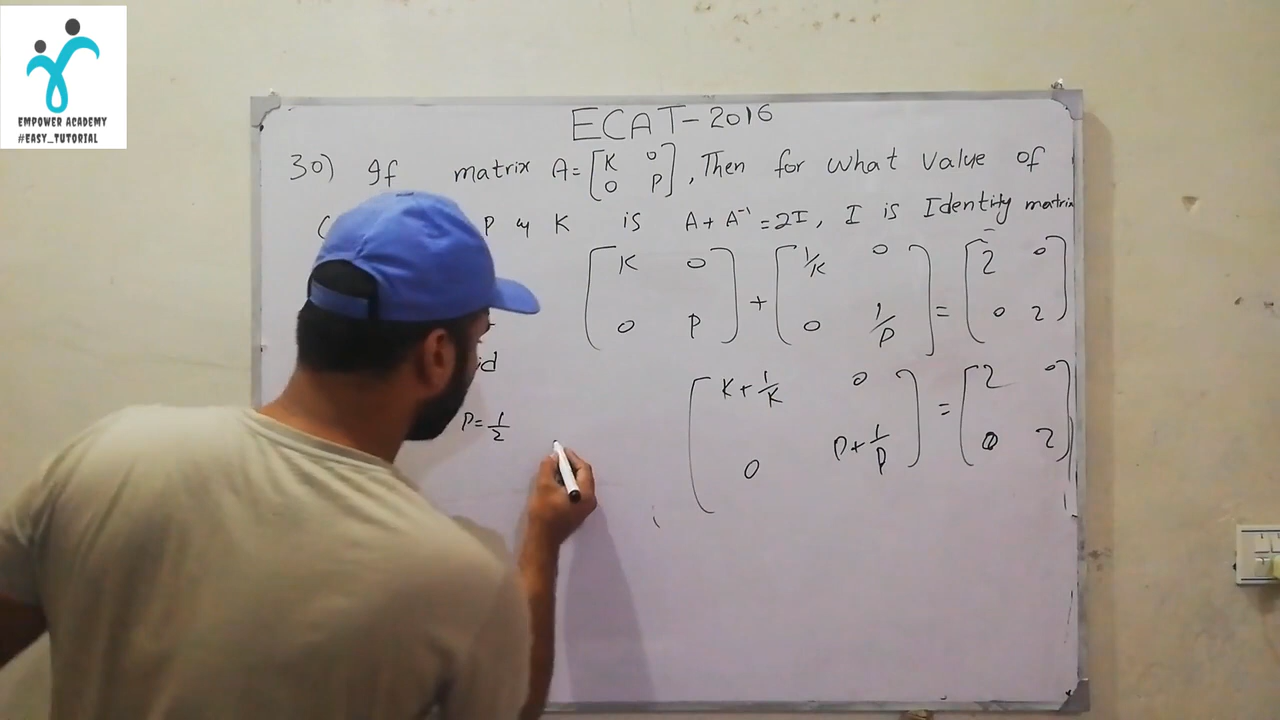 EMPOWER ACADEMY
#EASY_TUTORIAL
ECAT-2016
30) If matrix A = [K 0 0 P], Then for what value of
P ų K is A + A⁻¹ = 2I, I is Identity matrix
[K 0 0 P] + [1/K 0 0 1/P] = [2 0 0 2]
id
[K + 1/K 0 0 P + 1/P] = [2 0 0 2]
P = 1/2